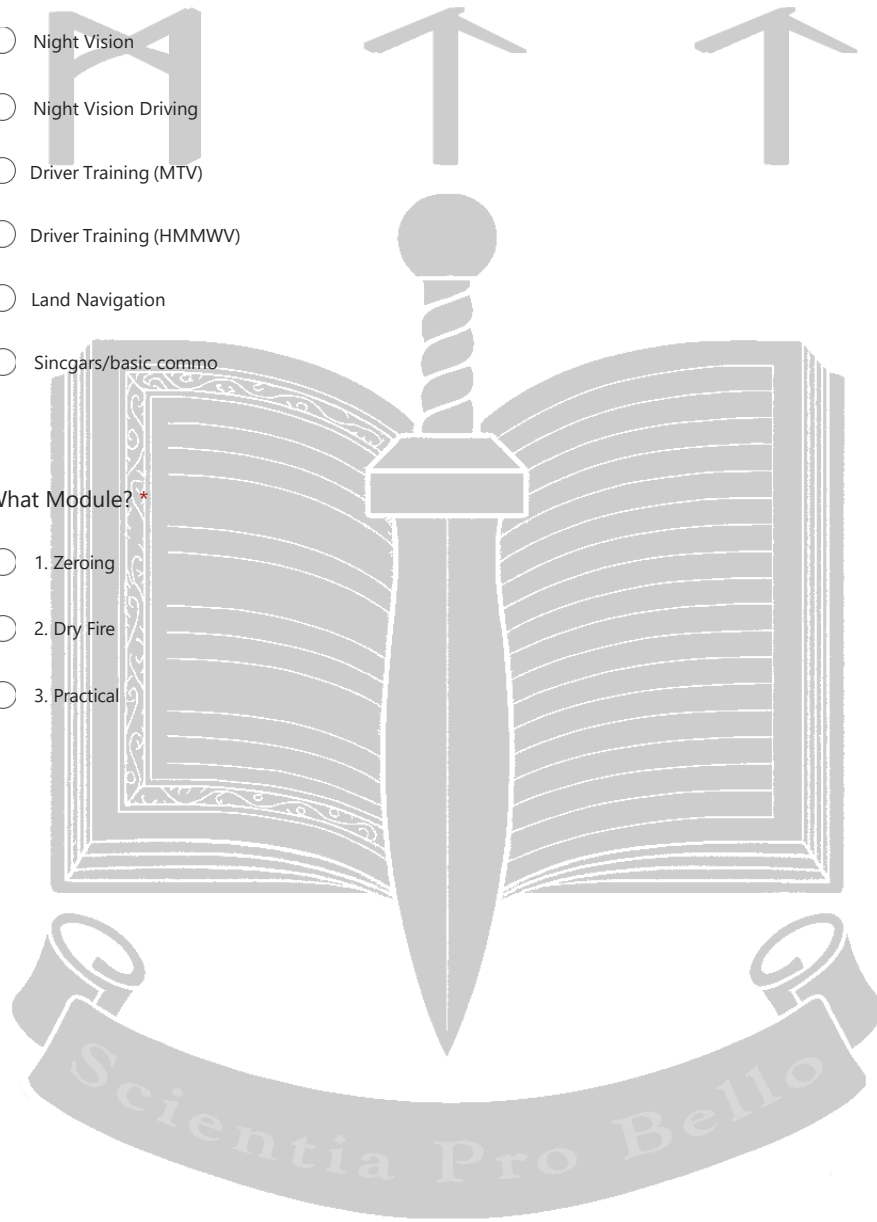 Night Vision
Night Vision Driving
Driver Training (MTV)
Driver Training (HMMWV)
Land Navigation
Sincgars/basic commo
What Module? *
1. Zeroing
2. Dry Fire
3. Practical
Scientia Pro Bello